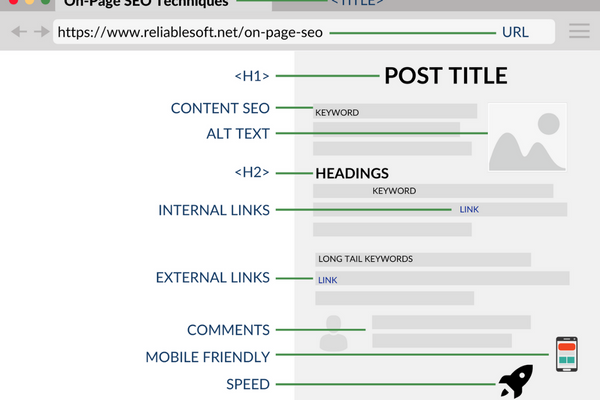 On-Page SEO Techniques <TITLE>
https://www.reliablesoft.net/on-page-seo URL
<H1> POST TITLE
CONTENT SEO KEYWORD
ALT TEXT
<H2> HEADINGS
KEYWORD
INTERNAL LINKS LINK
LONG TAIL KEYWORDS
EXTERNAL LINKS LINK
COMMENTS
MOBILE FRIENDLY
SPEED